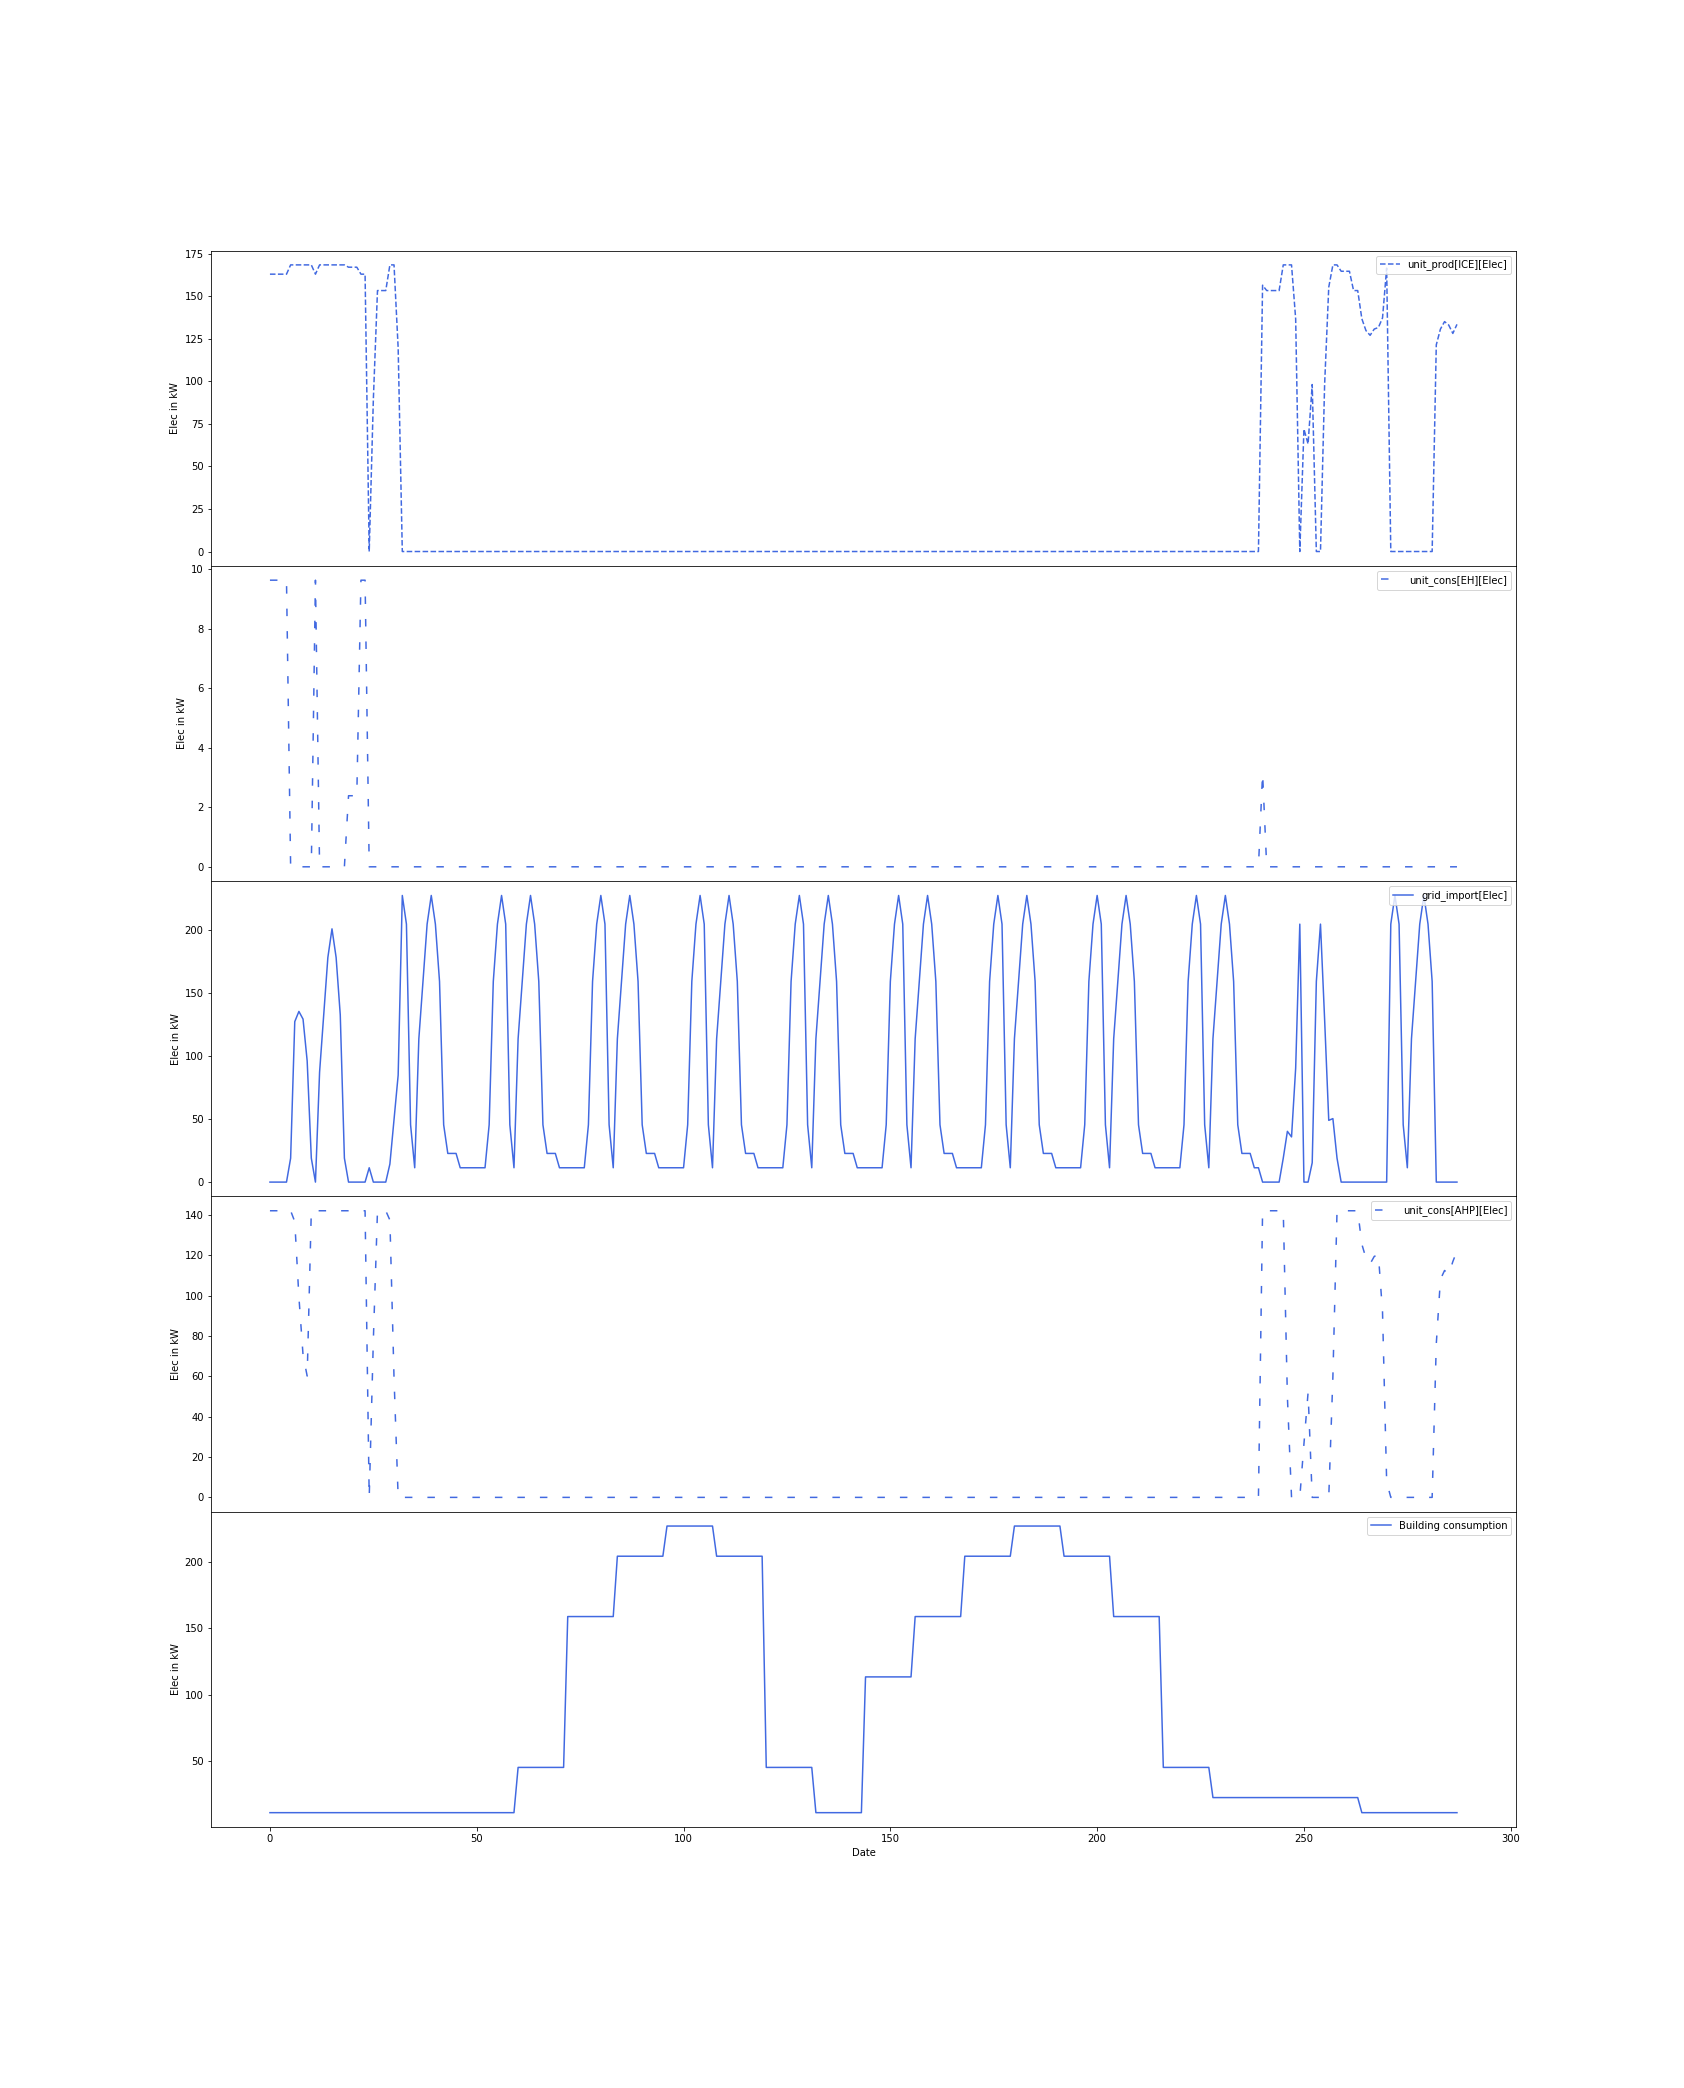 175
150
125
100
75
50
25
0
Elec in kW
unit_prod[ICE][Elec]
10
8
6
4
2
0
Elec in kW
unit_cons[EH][Elec]
200
150
100
50
0
Elec in kW
grid_import[Elec]
140
120
100
80
60
40
20
0
Elec in kW
unit_cons[AHP][Elec]
200
150
100
50
Elec in kW
Building consumption
0 50 100 150 200 250 300
Date